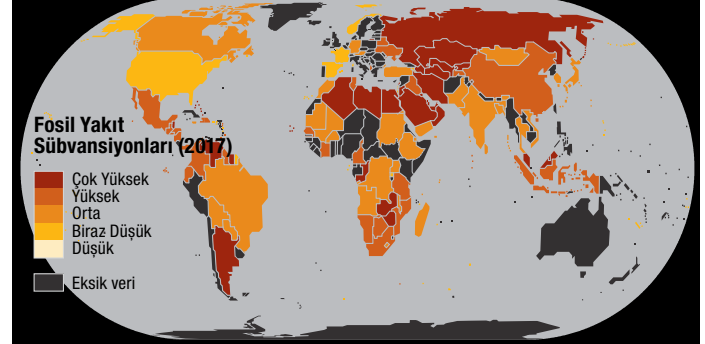 Fosil Yakıt
Sübvansiyonları (2017)
Çok Yüksek
Yüksek
Orta
Biraz Düşük
Düşük
Eksik veri